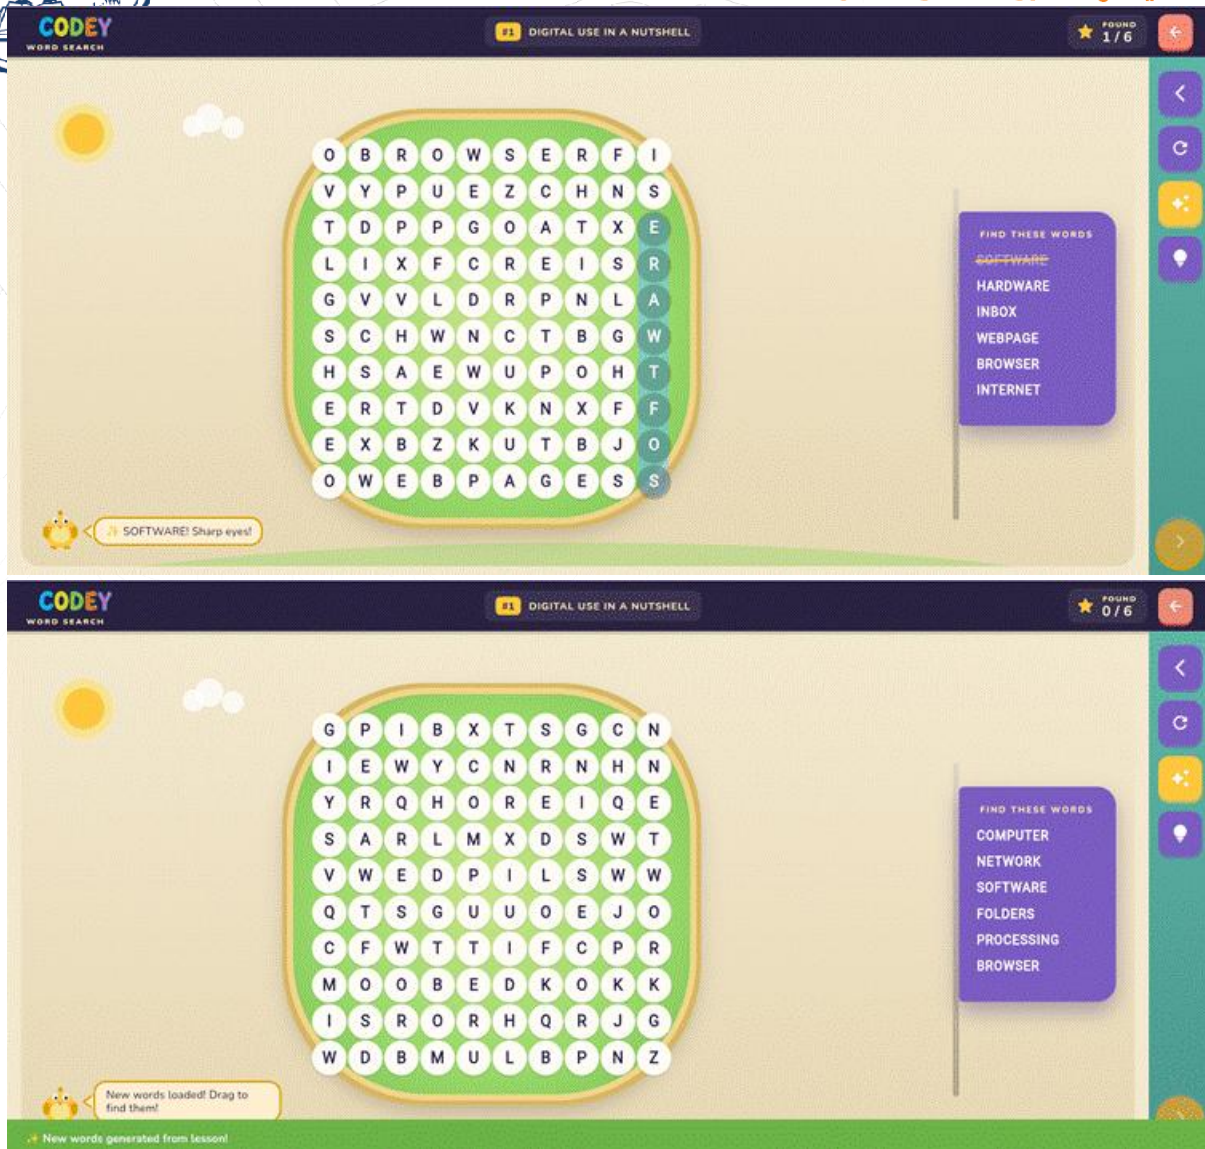 CODEY
WORD SEARCH
#1 DIGITAL USE IN A NUTSHELL
FOUND
1/6
O B R O W S E R F I
V Y P U E Z C H N S
T D P P G O A T X E
L I X F C R E I S R
G V V L D R P N L A
S C H W N C T B G W
H S A E W U P O H T
E R T D V K N X F F
E X B Z K U T B J O
O W E B P A G E S S
FIND THESE WORDS
SOFTWARE
HARDWARE
INBOX
WEBPAGE
BROWSER
INTERNET
✨ SOFTWARE! Sharp eyes!
CODEY
WORD SEARCH
#1 DIGITAL USE IN A NUTSHELL
FOUND
0/6
G P I B X T S G C N
I E W Y C N R N H N
Y R Q H O R E I Q E
S A R L M X D S W T
V W E D P I L S W W
Q T S G U U O E J O
C F W T T I F C P R
M O O B E D K O K K
I S R O R H Q R J G
W D B M U L B P N Z
FIND THESE WORDS
COMPUTER
NETWORK
SOFTWARE
FOLDERS
PROCESSING
BROWSER
New words loaded! Drag to
find them!
✨ New words generated from lesson!